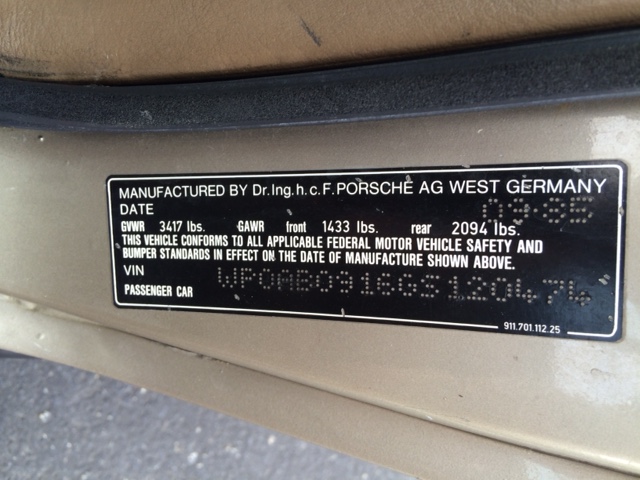 MANUFACTURED BY Dr.Ing.h.c.F.PORSCHE AG WEST GERMANY
DATE 09-85
GVWR 3417 lbs. GAWR front 1433 lbs. rear 2094 lbs.
THIS VEHICLE CONFORMS TO ALL APPLICABLE FEDERAL MOTOR VEHICLE SAFETY AND
BUMPER STANDARDS IN EFFECT ON THE DATE OF MANUFACTURE SHOWN ABOVE.
VIN WP0AB0916GS120474
PASSENGER CAR
911.701.112.25